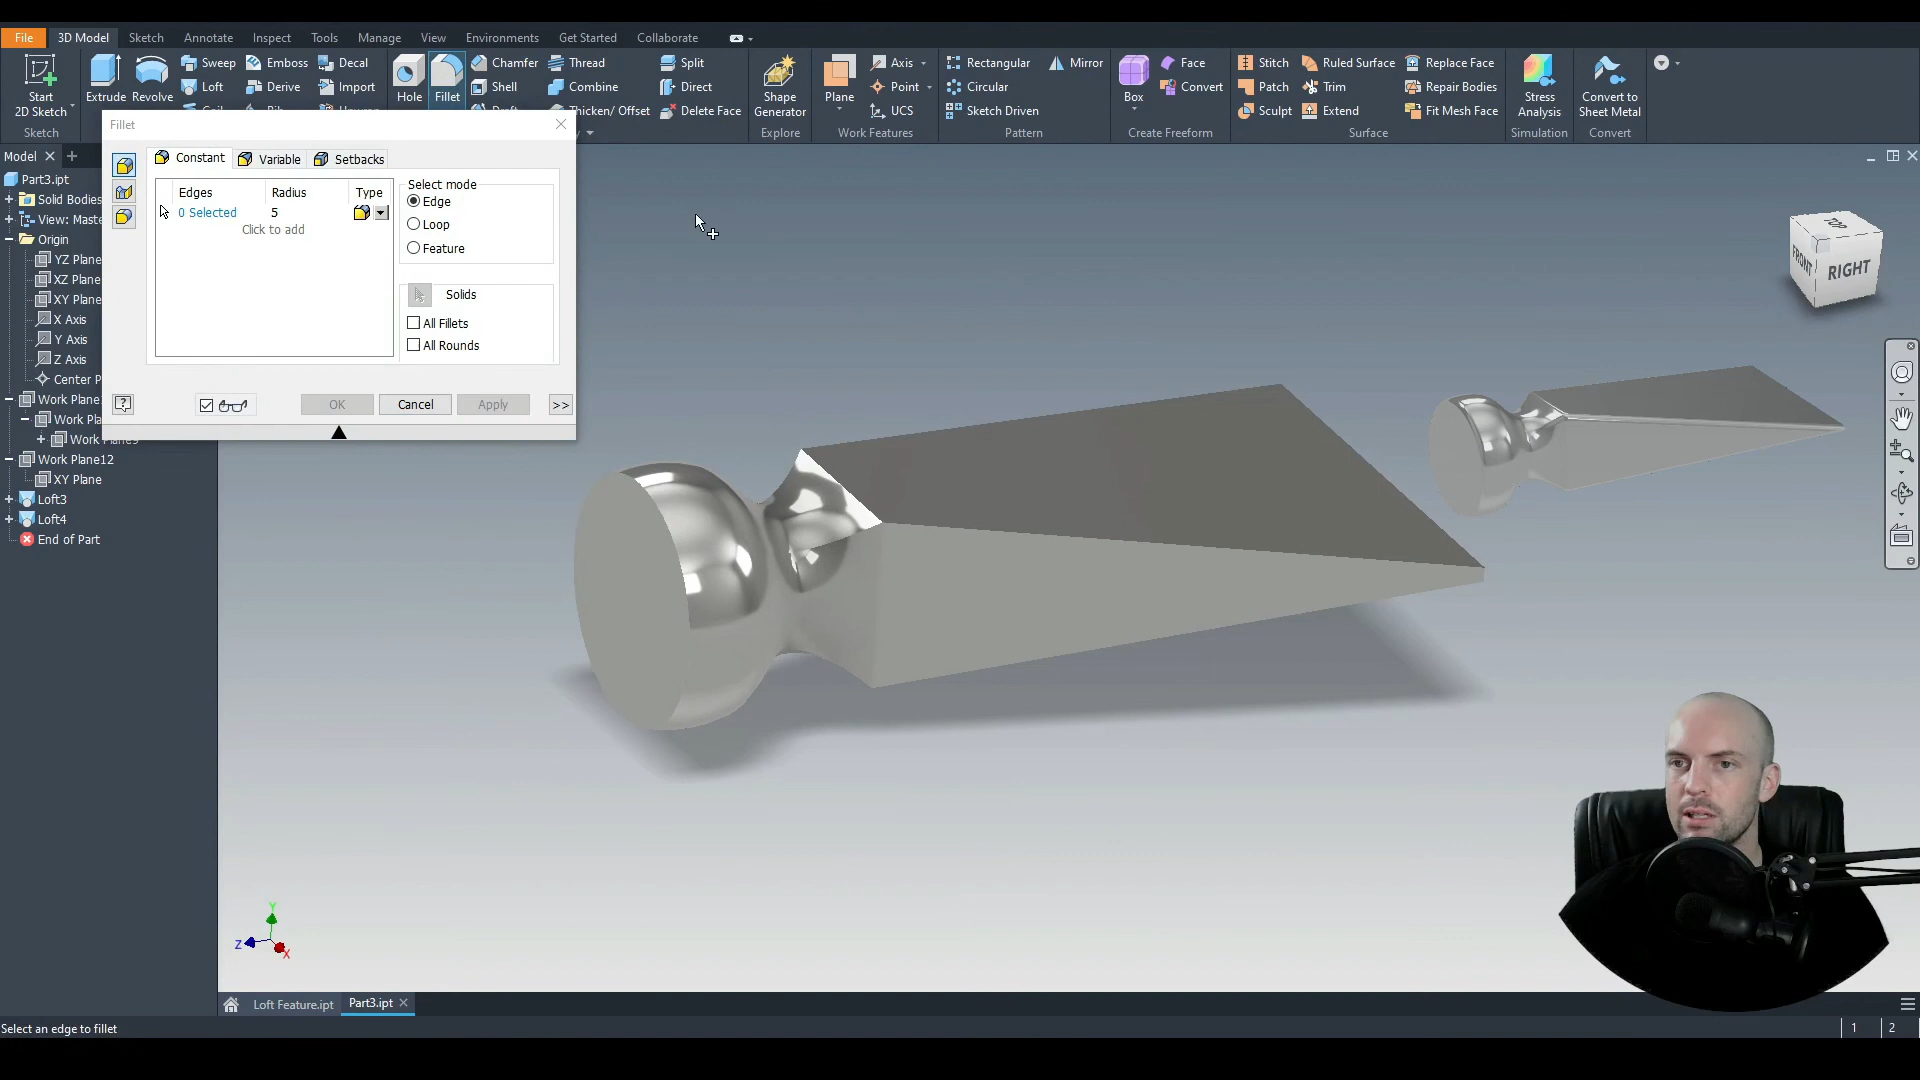 File 3D Model Sketch Annotate Inspect Tools Manage View Environments Get Started Collaborate
Start
2D Sketch
Extrude Revolve
Sweep Emboss Decal
Loft Derive Import
Hole Fillet
Chamfer Thread Split
Shell Combine Direct
Thicken/ Offset Delete Face
Shape
Generator
Plane
Axis
Point
UCS
Rectangular Mirror
Circular
Sketch Driven
Box
Face
Convert
Stitch Ruled Surface Replace Face
Patch Trim Repair Bodies
Sculpt Extend Fit Mesh Face
Stress
Analysis
Convert to
Sheet Metal
Sketch Explore Work Features Pattern Create Freeform Surface Simulation Convert
Fillet
Constant Variable Setbacks
Edges Radius Type
0 Selected 5
Click to add
Select mode
Edge
Loop
Feature
Solids
All Fillets
All Rounds
? OK Cancel Apply >>
Model
Part3.ipt
Solid Bodies
View: Maste
Origin
YZ Plane
XZ Plane
XY Plane
X Axis
Y Axis
Z Axis
Center P
Work Plane
Work Pla
Work Plane12
XY Plane
Loft3
Loft4
End of Part
TOP
FRONT RIGHT
Y
Z X
Loft Feature.ipt Part3.ipt
Select an edge to fillet 1 2